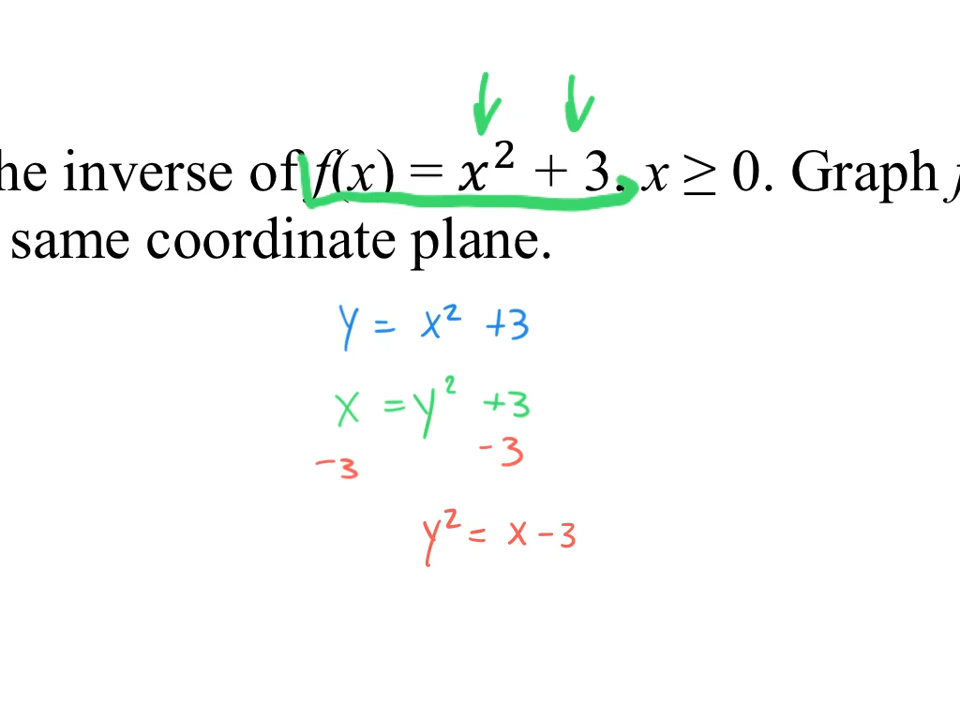 he inverse of f(x) = x² + 3, x ≥ 0. Graph f
same coordinate plane.
y = x² +3
x = y² +3
-3 -3
y² = x - 3